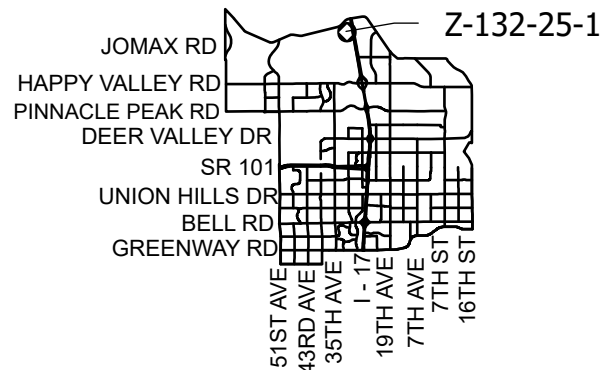 Z-132-25-1
JOMAX RD
HAPPY VALLEY RD
PINNACLE PEAK RD
DEER VALLEY DR
SR 101
UNION HILLS DR
BELL RD
GREENWAY RD
51ST AVE
43RD AVE
35TH AVE
I - 17
19TH AVE
7TH AVE
7TH ST
16TH ST